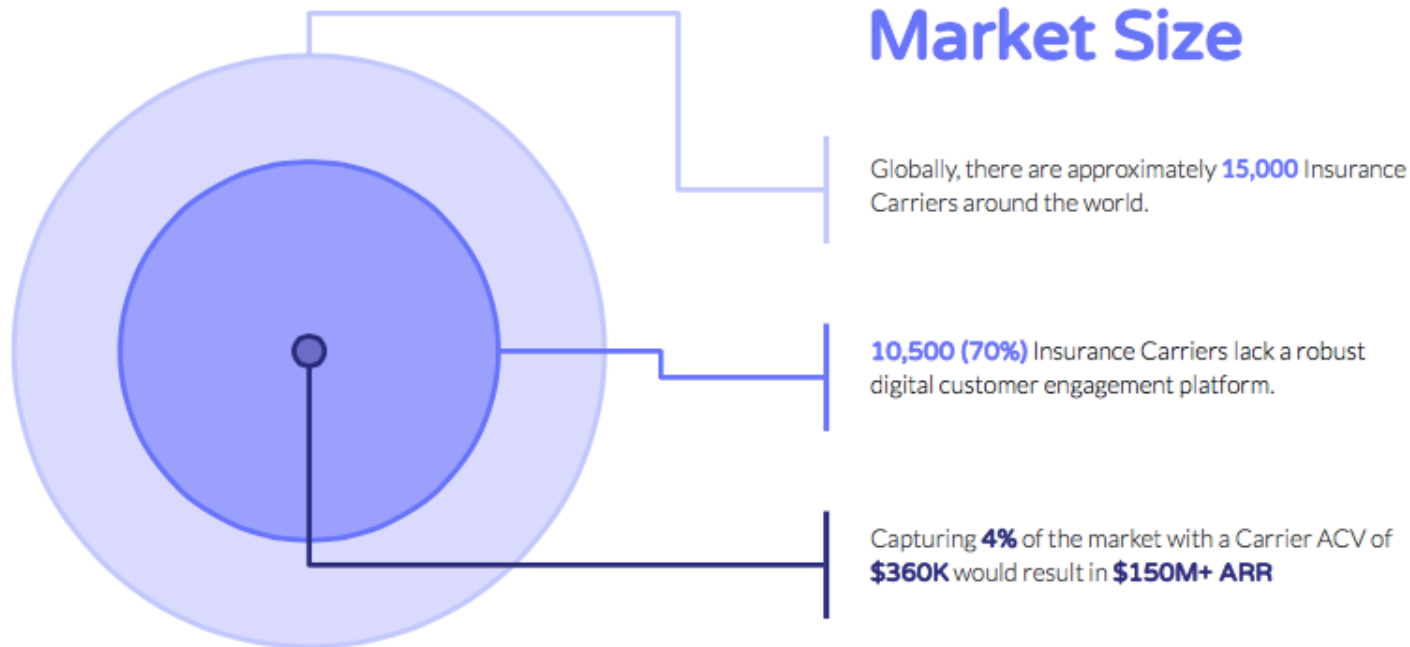 Market Size
Globally, there are approximately 15,000 Insurance
Carriers around the world.
10,500 (70%) Insurance Carriers lack a robust
digital customer engagement platform.
Capturing 4% of the market with a Carrier ACV of
$360K would result in $150M+ ARR